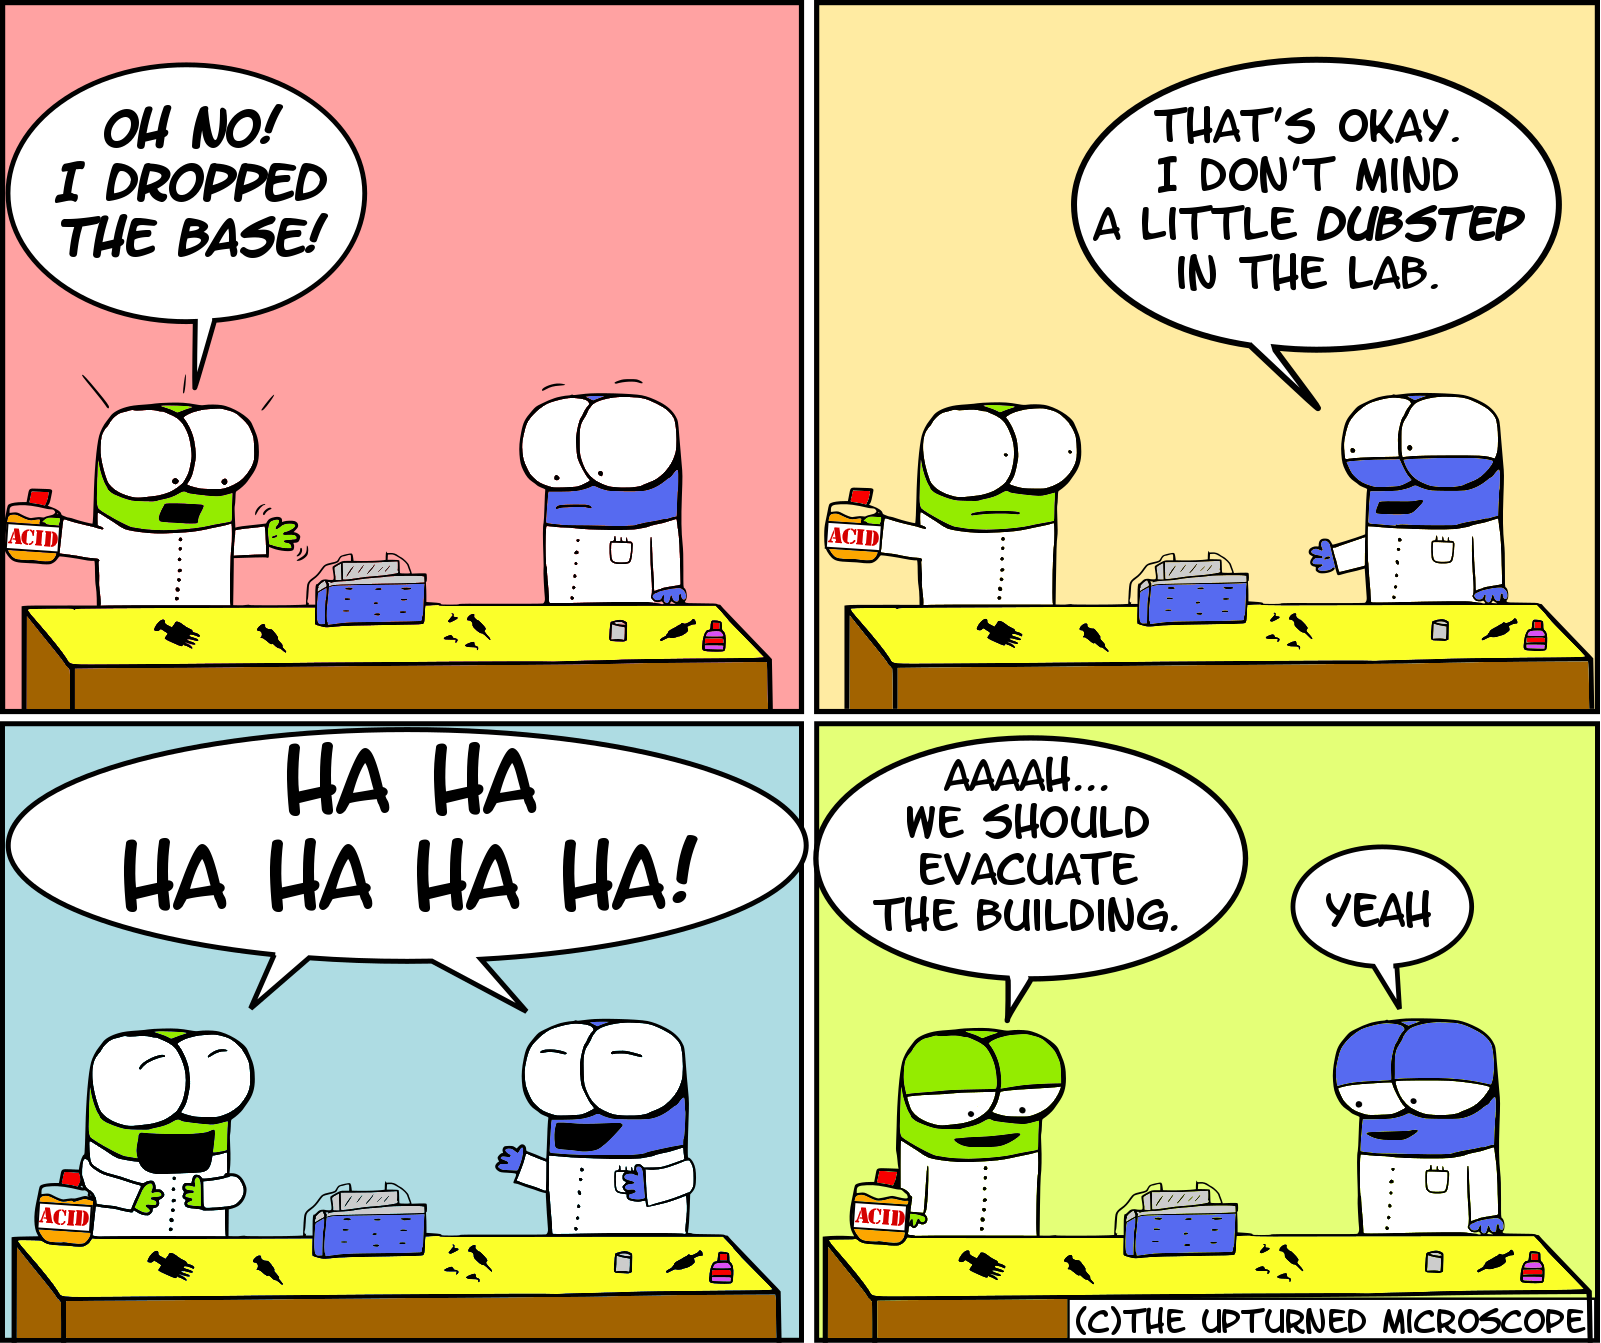 OH NO!
I DROPPED
THE BASE!
ACID
THAT'S OKAY.
I DON'T MIND
A LITTLE DUBSTEP
IN THE LAB.
ACID
HA HA
HA HA HA HA!
ACID
AAAAH...
WE SHOULD
EVACUATE
THE BUILDING.
YEAH
ACID
(C)THE UPTURNED MICROSCOPE